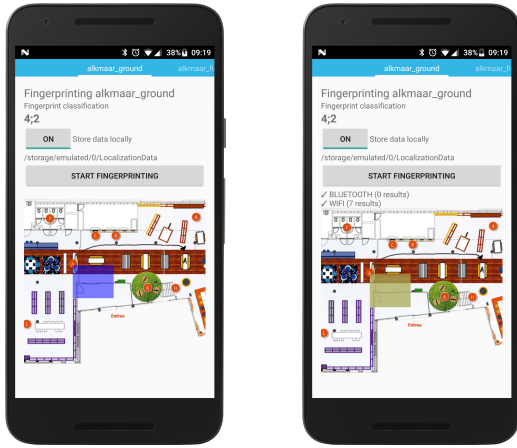 38% 09:19
alkmaar_ground alkmaar_fi
Fingerprinting alkmaar_ground
Fingerprint classification
4;2
ON Store data locally
/storage/emulated/0/LocalizationData
START FINGERPRINTING
Entree
38% 09:19
alkmaar_ground alkmaar_fi
Fingerprinting alkmaar_ground
Fingerprint classification
4;2
ON Store data locally
/storage/emulated/0/LocalizationData
START FINGERPRINTING
✓ BLUETOOTH (0 results)
✓ WIFI (7 results)
Entree